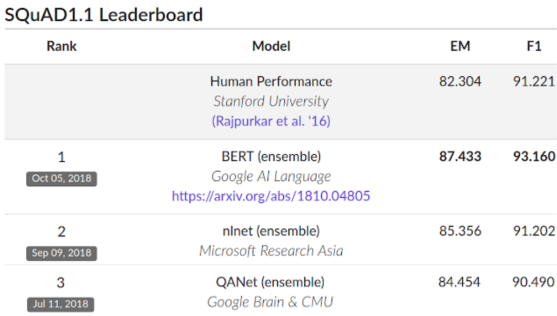 SQuAD1.1 Leaderboard
Rank Model EM F1
Human Performance 82.304 91.221
Stanford University
(Rajpurkar et al. '16)
1 BERT (ensemble) 87.433 93.160
Oct 05, 2018 Google AI Language
https://arxiv.org/abs/1810.04805
2 nlnet (ensemble) 85.356 91.202
Sep 09, 2018 Microsoft Research Asia
3 QANet (ensemble) 84.454 90.490
Jul 11, 2018 Google Brain & CMU